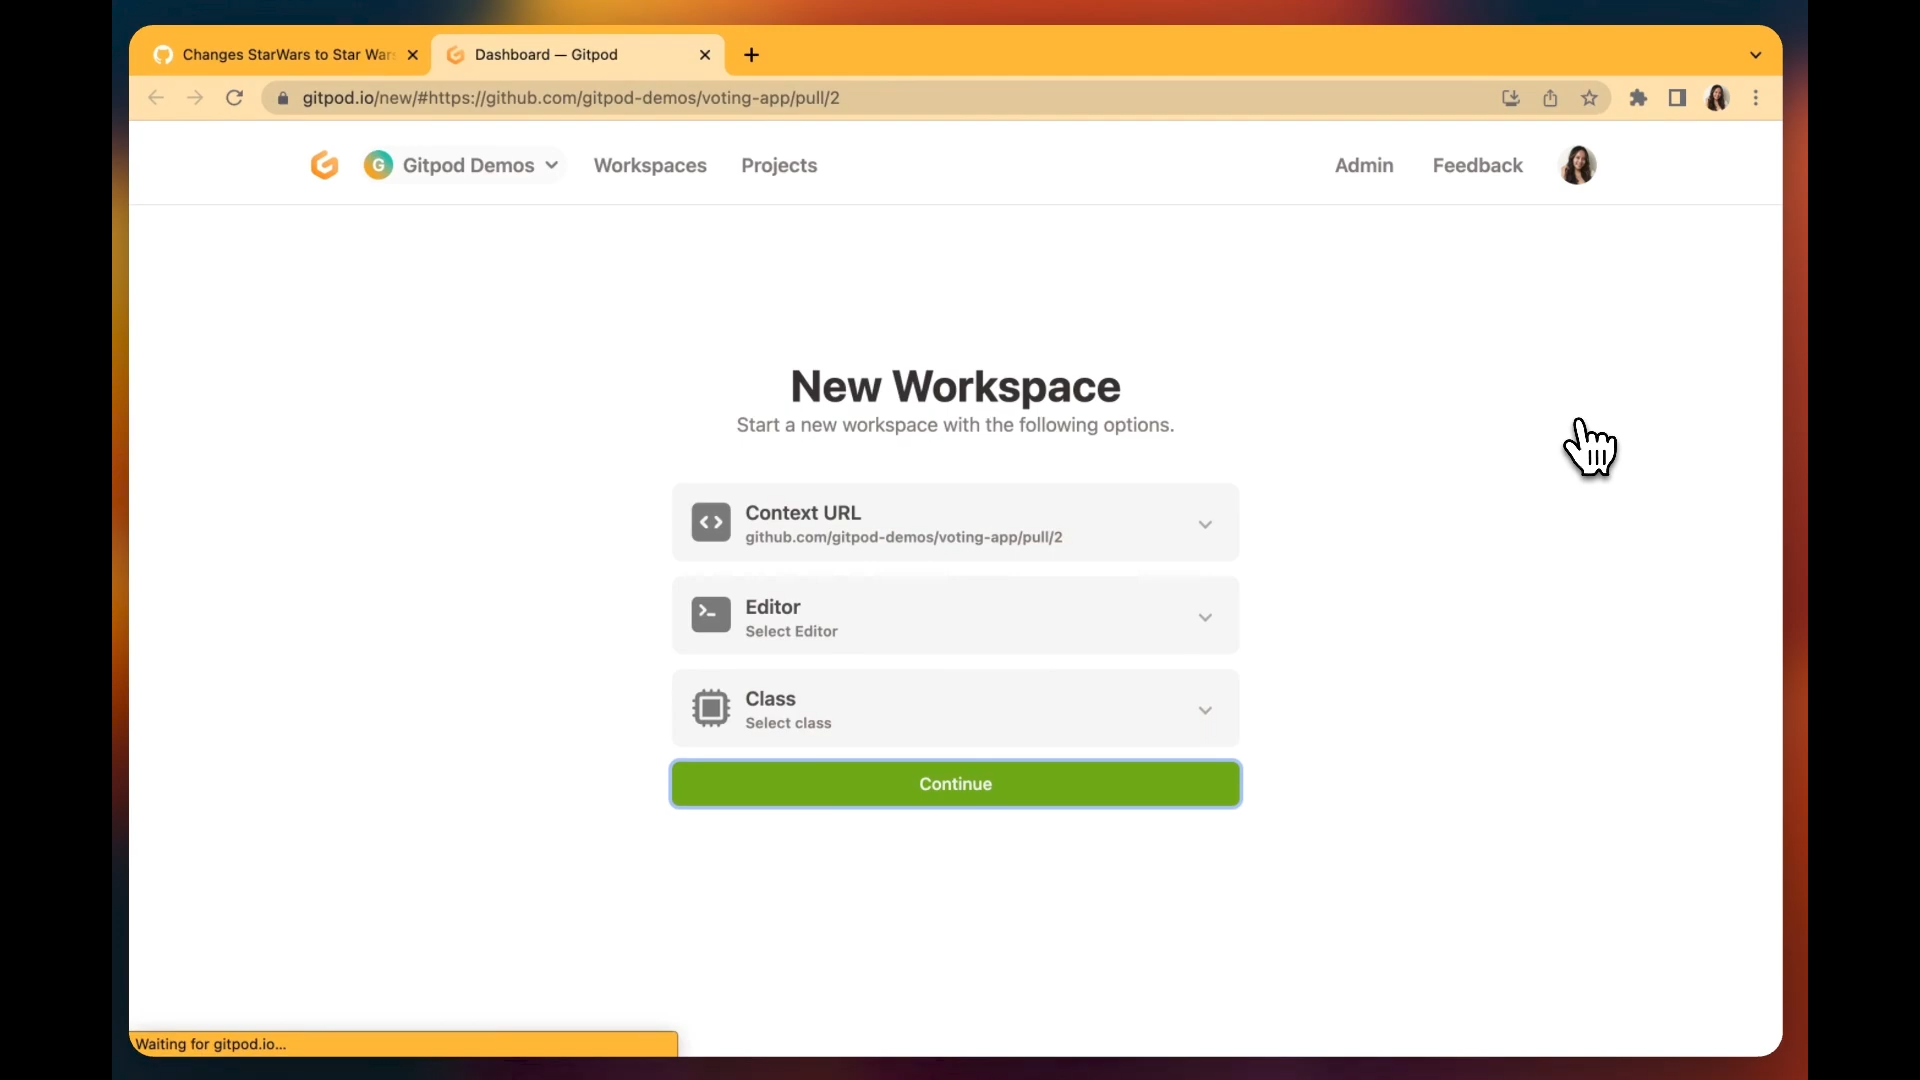 Changes StarWars to Star War
Dashboard — Gitpod
gitpod.io/new/#https://github.com/gitpod-demos/voting-app/pull/2
G Gitpod Demos
Workspaces
Projects
Admin
Feedback
New Workspace
Start a new workspace with the following options.
Context URL
github.com/gitpod-demos/voting-app/pull/2
Editor
Select Editor
Class
Select class
Continue
Waiting for gitpod.io...